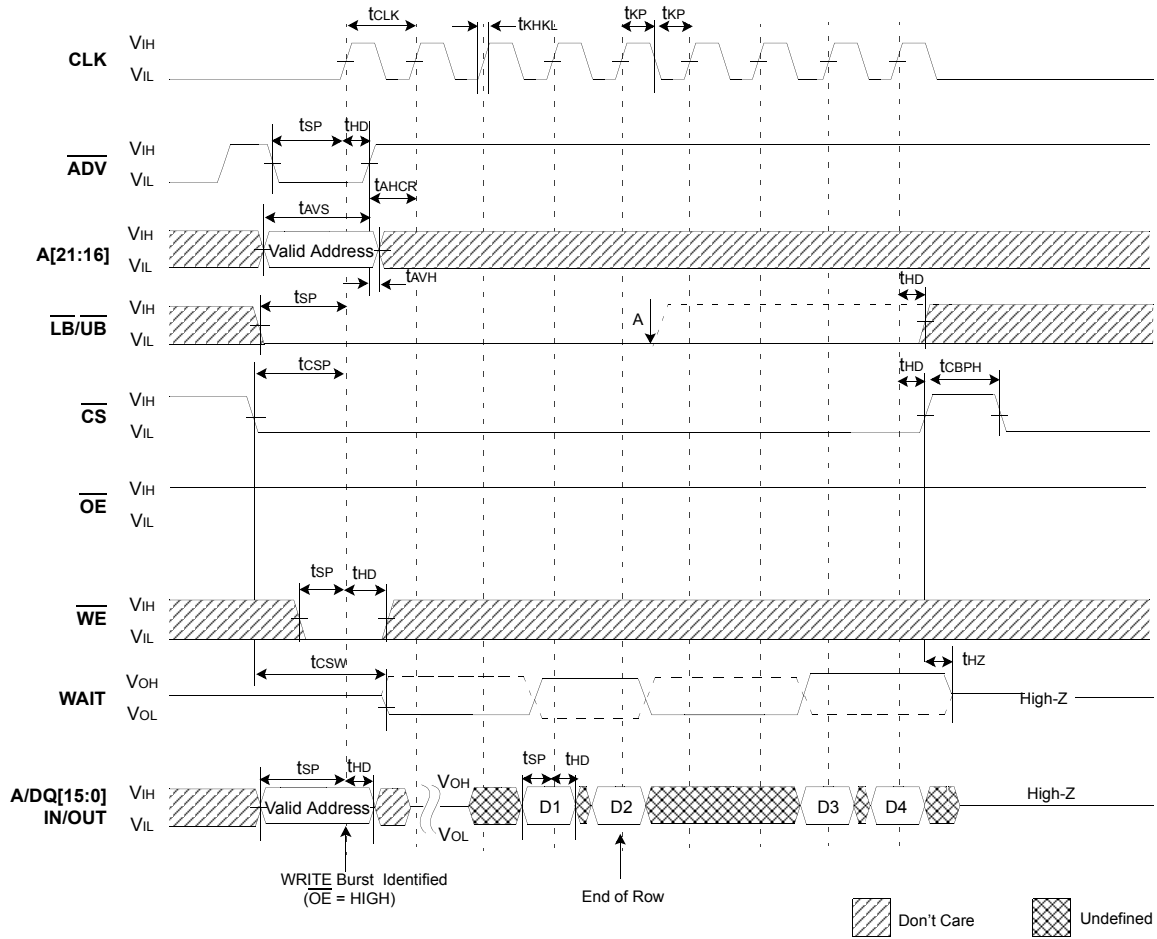 tCLK tKHKL tKP tKP
CLK VIH
VIL
tSP tHD
ADV VIH
VIL
tAHCR
tAVS
A[21:16] VIH
VIL
Valid Address
tAVH
tSP tHD
LB/UB VIH
VIL
A
tCSP tHD tCBPH
CS VIH
VIL
OE VIH
VIL
tSP tHD
WE VIH
VIL
tCSW tHZ
WAIT VOH
VOL
High-Z
tSP tHD tSP tHD
A/DQ[15:0]
IN/OUT
VIH
VIL
Valid Address
VOH
VOL
D1 D2 D3 D4
High-Z
WRITE Burst Identified
(OE = HIGH)
End of Row
Don't Care
Undefined